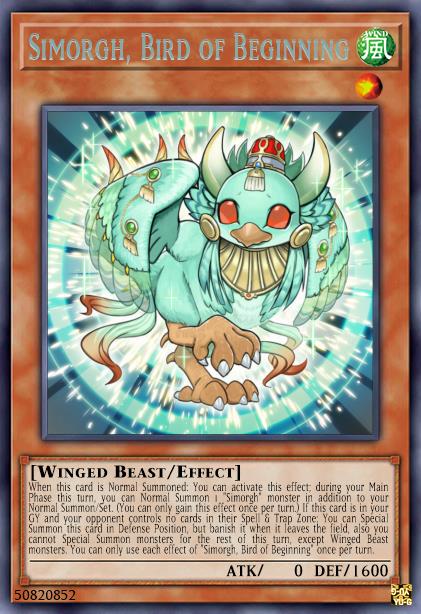 Simorgh, Bird of Beginning
WIND
風
[Winged Beast/Effect]
When this card is Normal Summoned: You can activate this effect; during your Main
Phase this turn, you can Normal Summon 1 "Simorgh" monster in addition to your
Normal Summon/Set. (You can only gain this effect once per turn.) If this card is in your
GY and your opponent controls no cards in their Spell & Trap Zone: You can Special
Summon this card in Defense Position, but banish it when it leaves the field, also you
cannot Special Summon monsters for the rest of this turn, except Winged Beast
monsters. You can only use each effect of "Simorgh, Bird of Beginning" once per turn.
ATK/ 0 DEF/1600
50820852